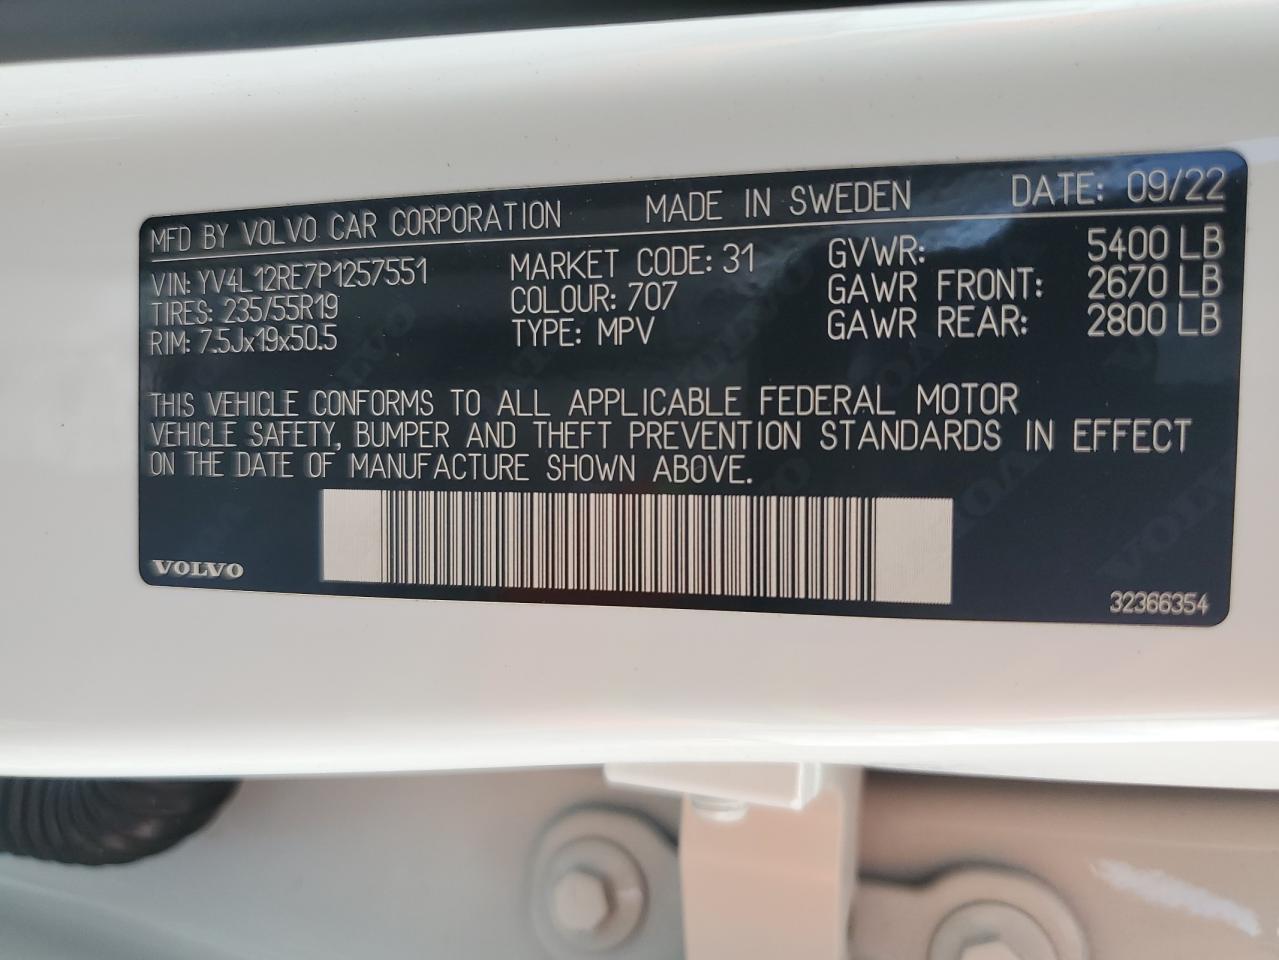 MFD BY VOLVO CAR CORPORATION MADE IN SWEDEN DATE: 09/22
VIN: YV4L12RE7P1257551 MARKET CODE: 31 GVWR: 5400 LB
TIRES: 235/55R19 COLOUR: 707 GAWR FRONT: 2670 LB
RIM: 7.5Jx19x50.5 TYPE: MPV GAWR REAR: 2800 LB
THIS VEHICLE CONFORMS TO ALL APPLICABLE FEDERAL MOTOR
VEHICLE SAFETY, BUMPER AND THEFT PREVENTION STANDARDS IN EFFECT
ON THE DATE OF MANUFACTURE SHOWN ABOVE.
VOLVO
32366354